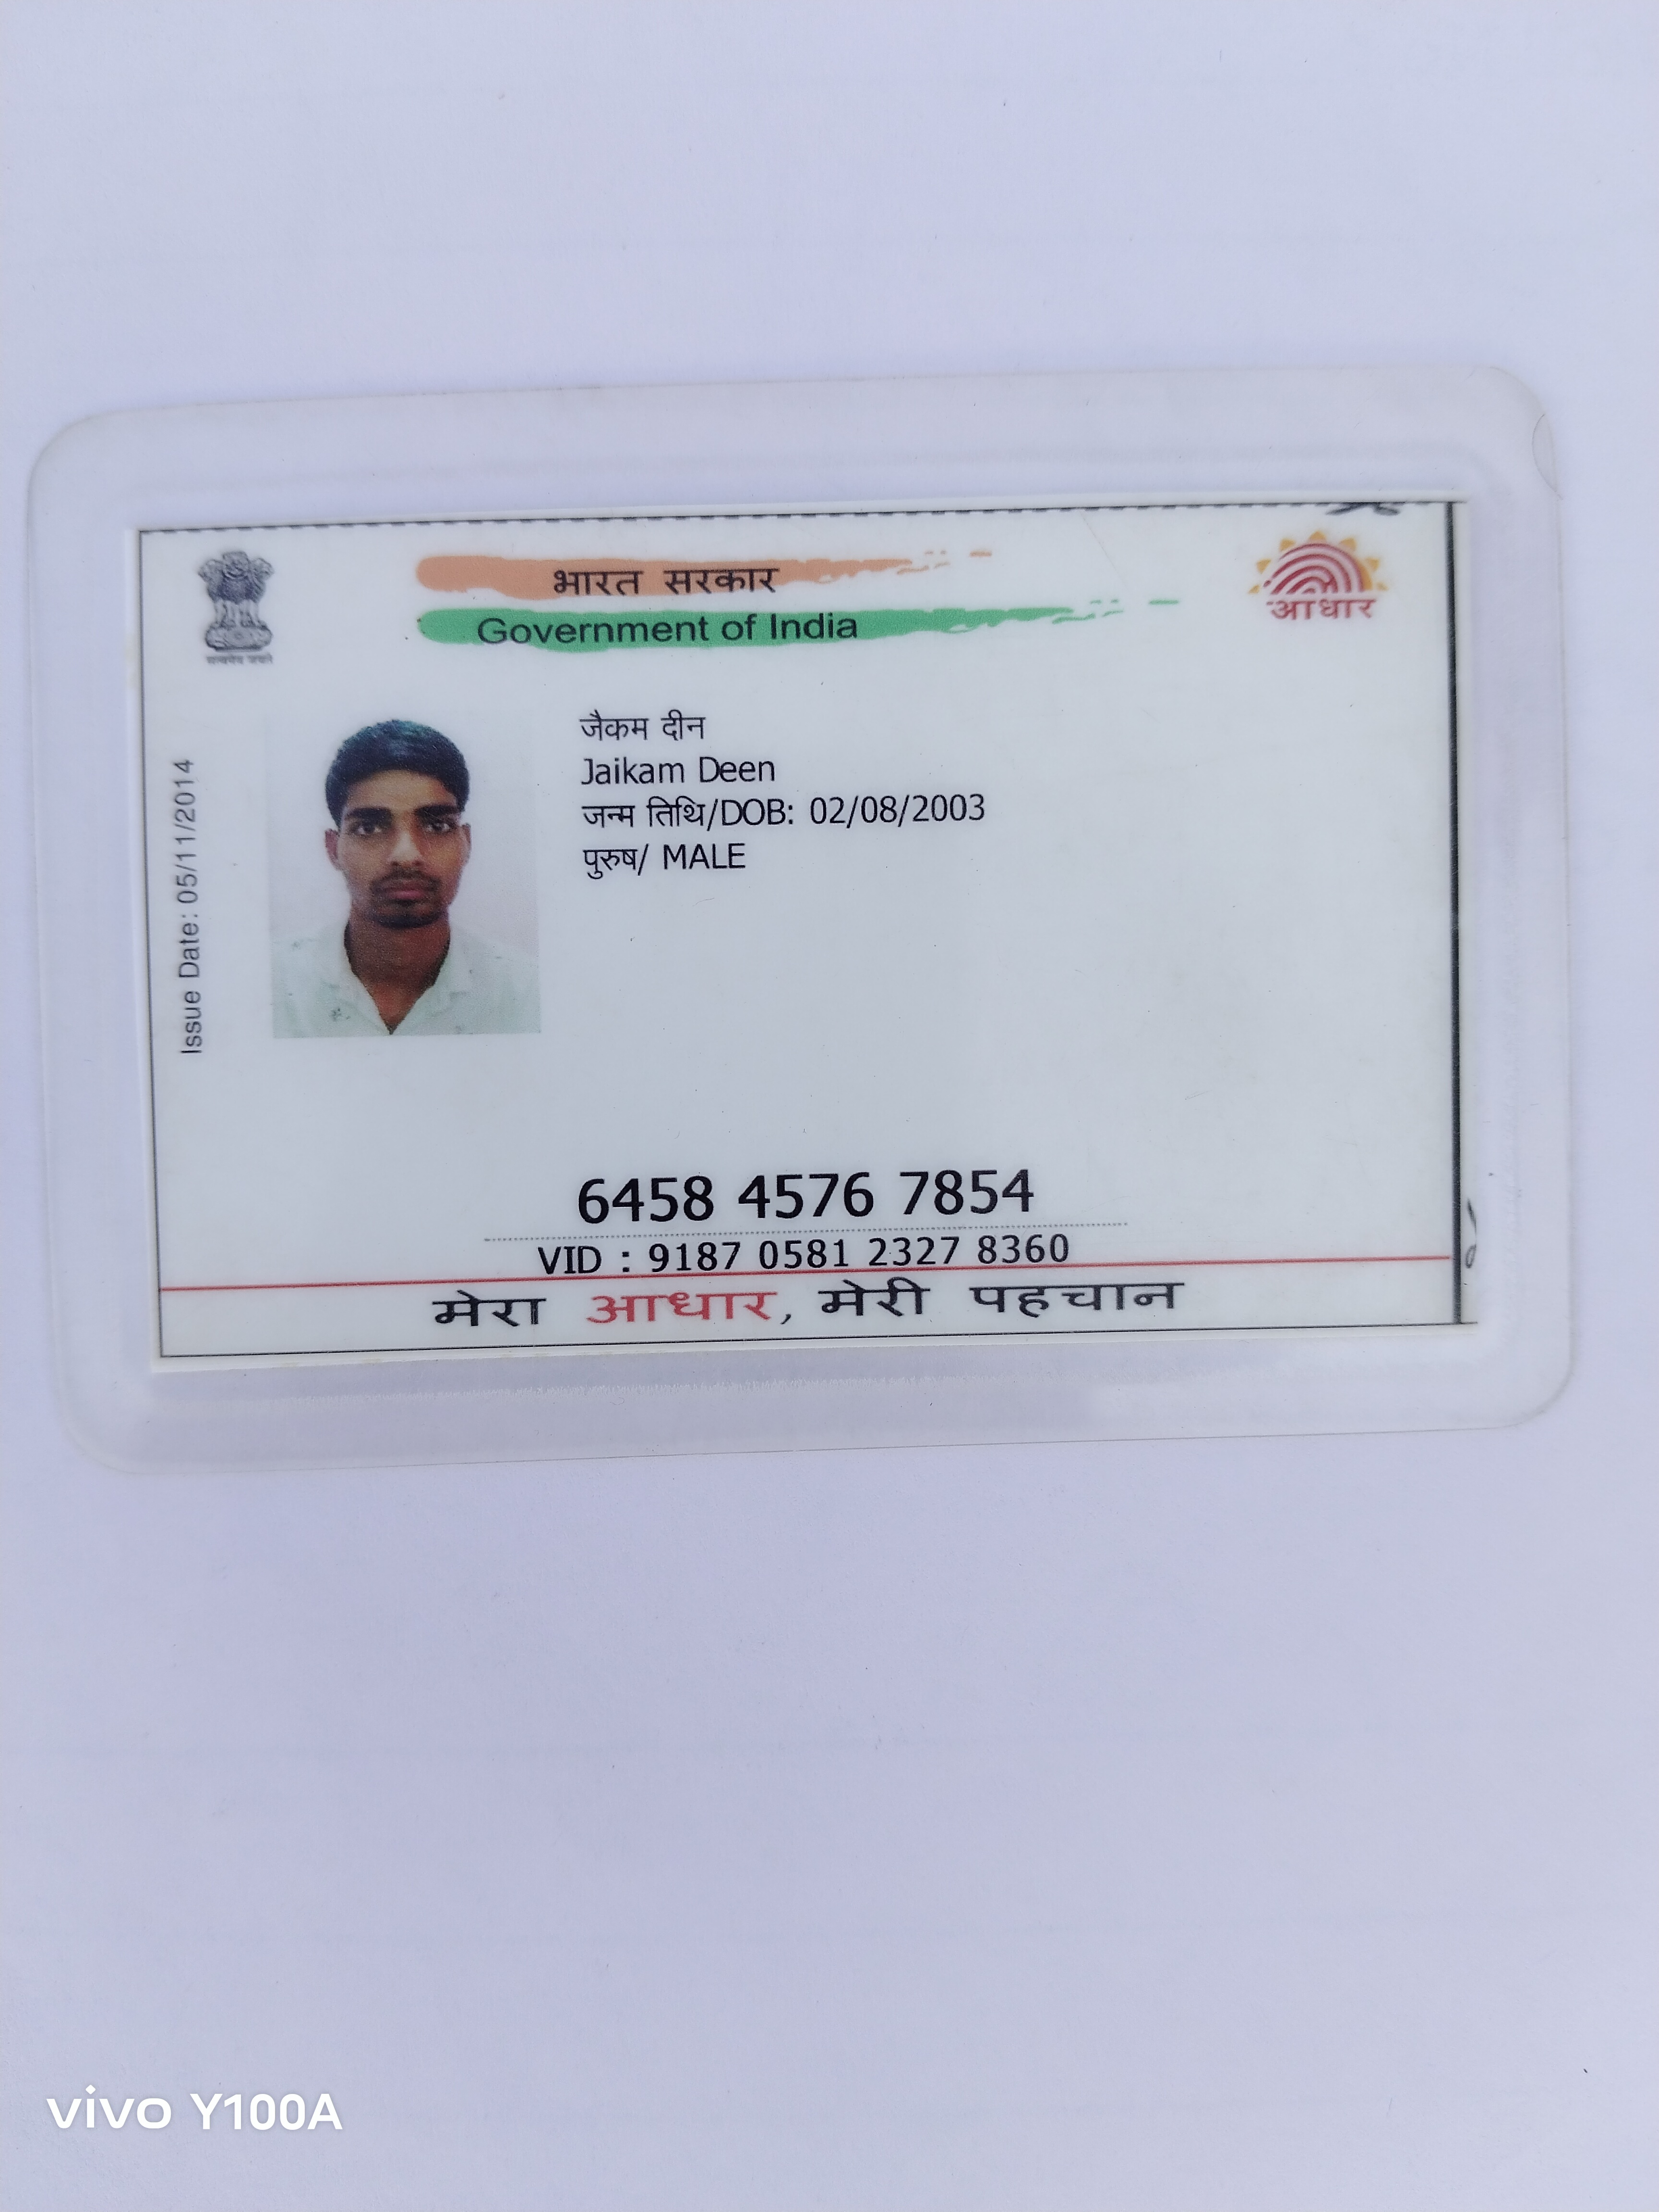 भारत सरकार
Government of India
आधार
सत्यमेव जयते
Issue Date: 05/11/2014
जैकम दीन
Jaikam Deen
जन्म तिथि/DOB: 02/08/2003
पुरुष/ MALE
6458 4576 7854
VID : 9187 0581 2327 8360
मेरा आधार, मेरी पहचान
vivo Y100A